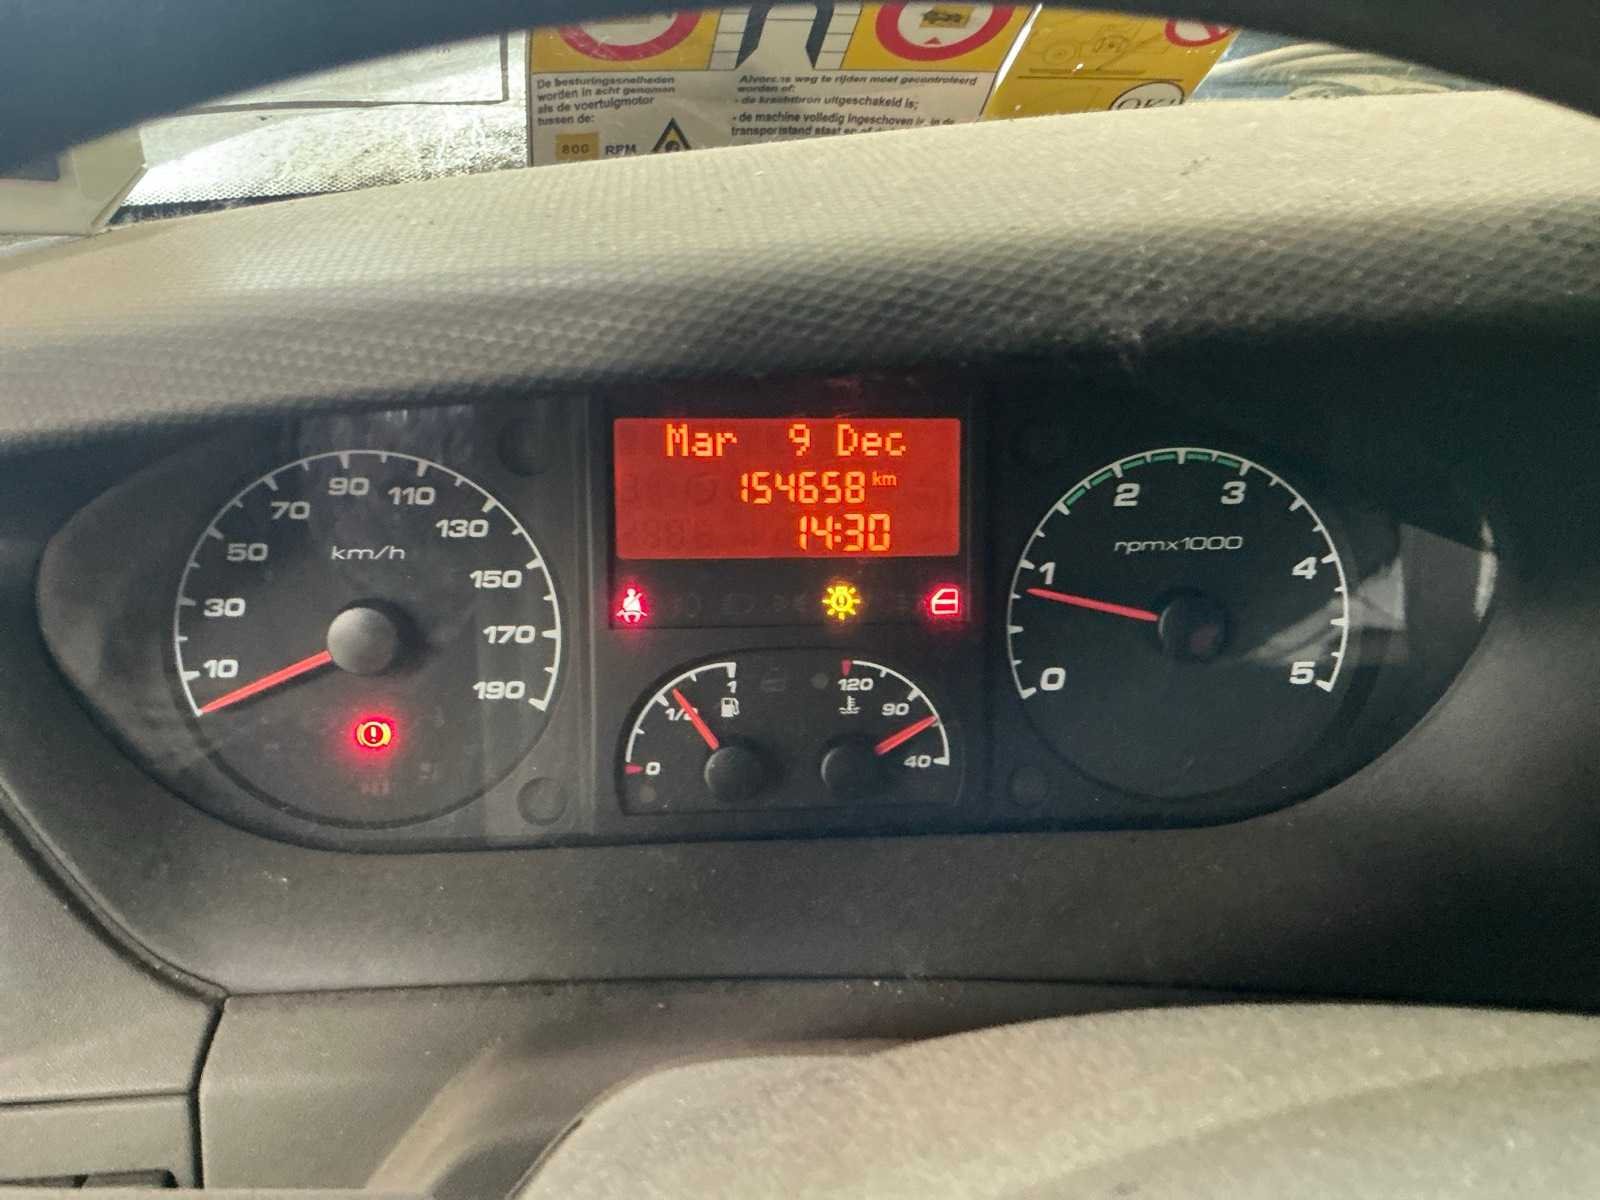 De besturingssnelheden
worden in acht genomen
als de voertuigmotor
tussen de:
800 RPM
Alvorens weg te rijden moet gecontroleerd
worden of:
- de krachtbron uitgeschakeld is;
- de machine volledig ingeschoven is, in de
transportstand staat en
OK!
Mar 9 Dec
154658 km
14:30
10 30 50 70 90 110 130 150 170 190
km/h
0 1/2 1
120 90 40
0 1 2 3 4 5
rpmx1000